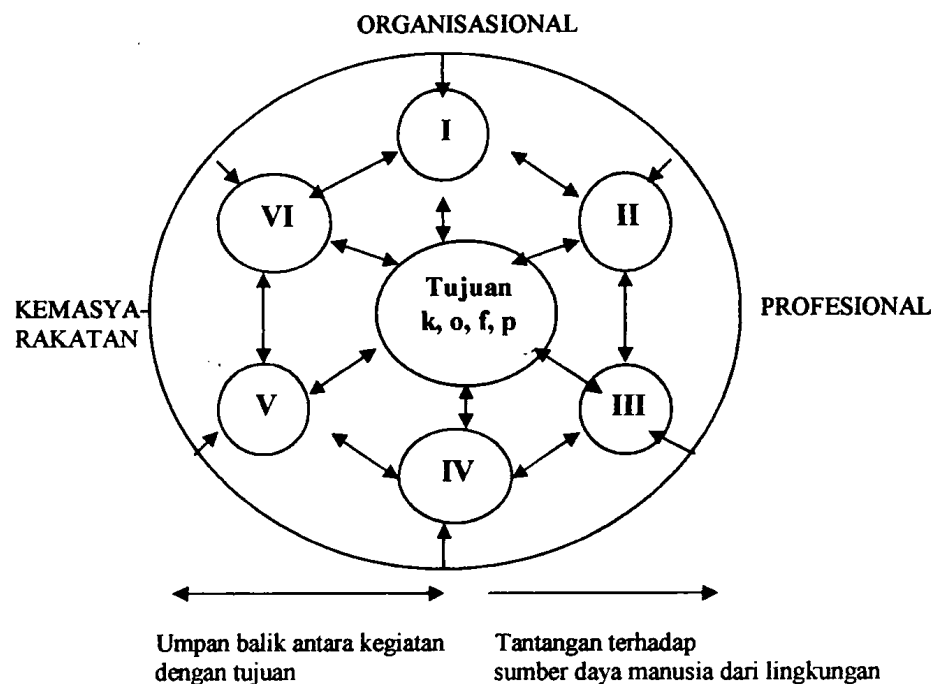 ORGANISASIONAL
I
VI
II
Tujuan
k, o, f, p
KEMASYA-
RAKATAN
PROFESIONAL
V
III
IV
Umpan balik antara kegiatan
dengan tujuan
Tantangan terhadap
sumber daya manusia dari lingkungan